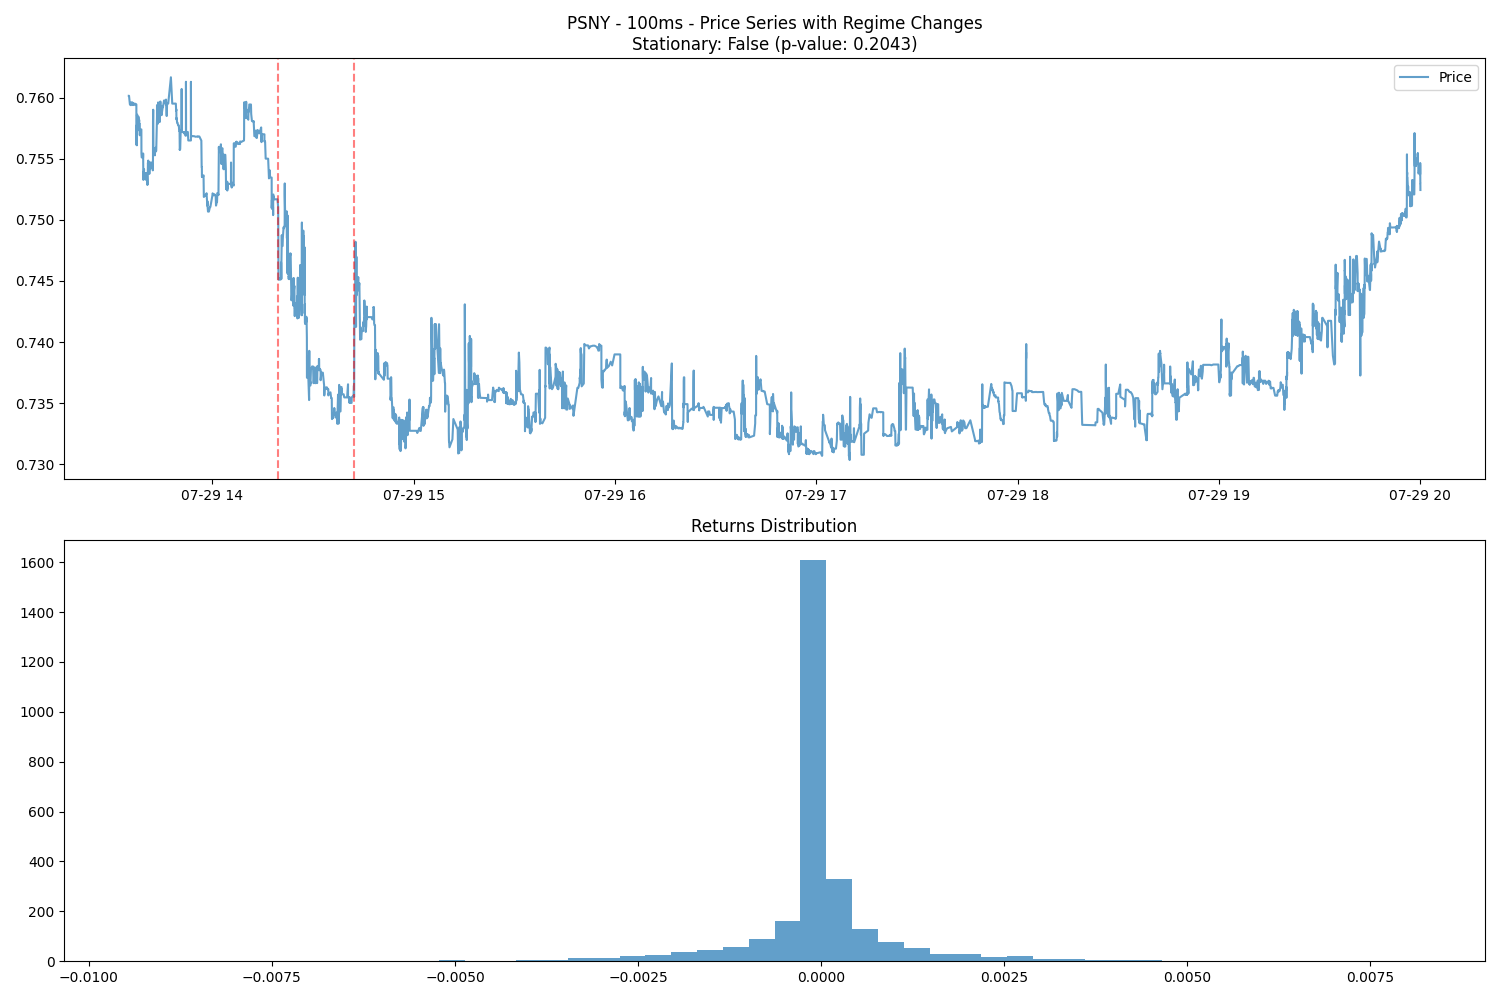 PSNY - 100ms - Price Series with Regime Changes
Stationary: False (p-value: 0.2043)
Price
0.760
0.755
0.750
0.745
0.740
0.735
0.730
07-29 14 07-29 15 07-29 16 07-29 17 07-29 18 07-29 19 07-29 20
Returns Distribution
1600
1400
1200
1000
800
600
400
200
0
−0.0100 −0.0075 −0.0050 −0.0025 0.0000 0.0025 0.0050 0.0075